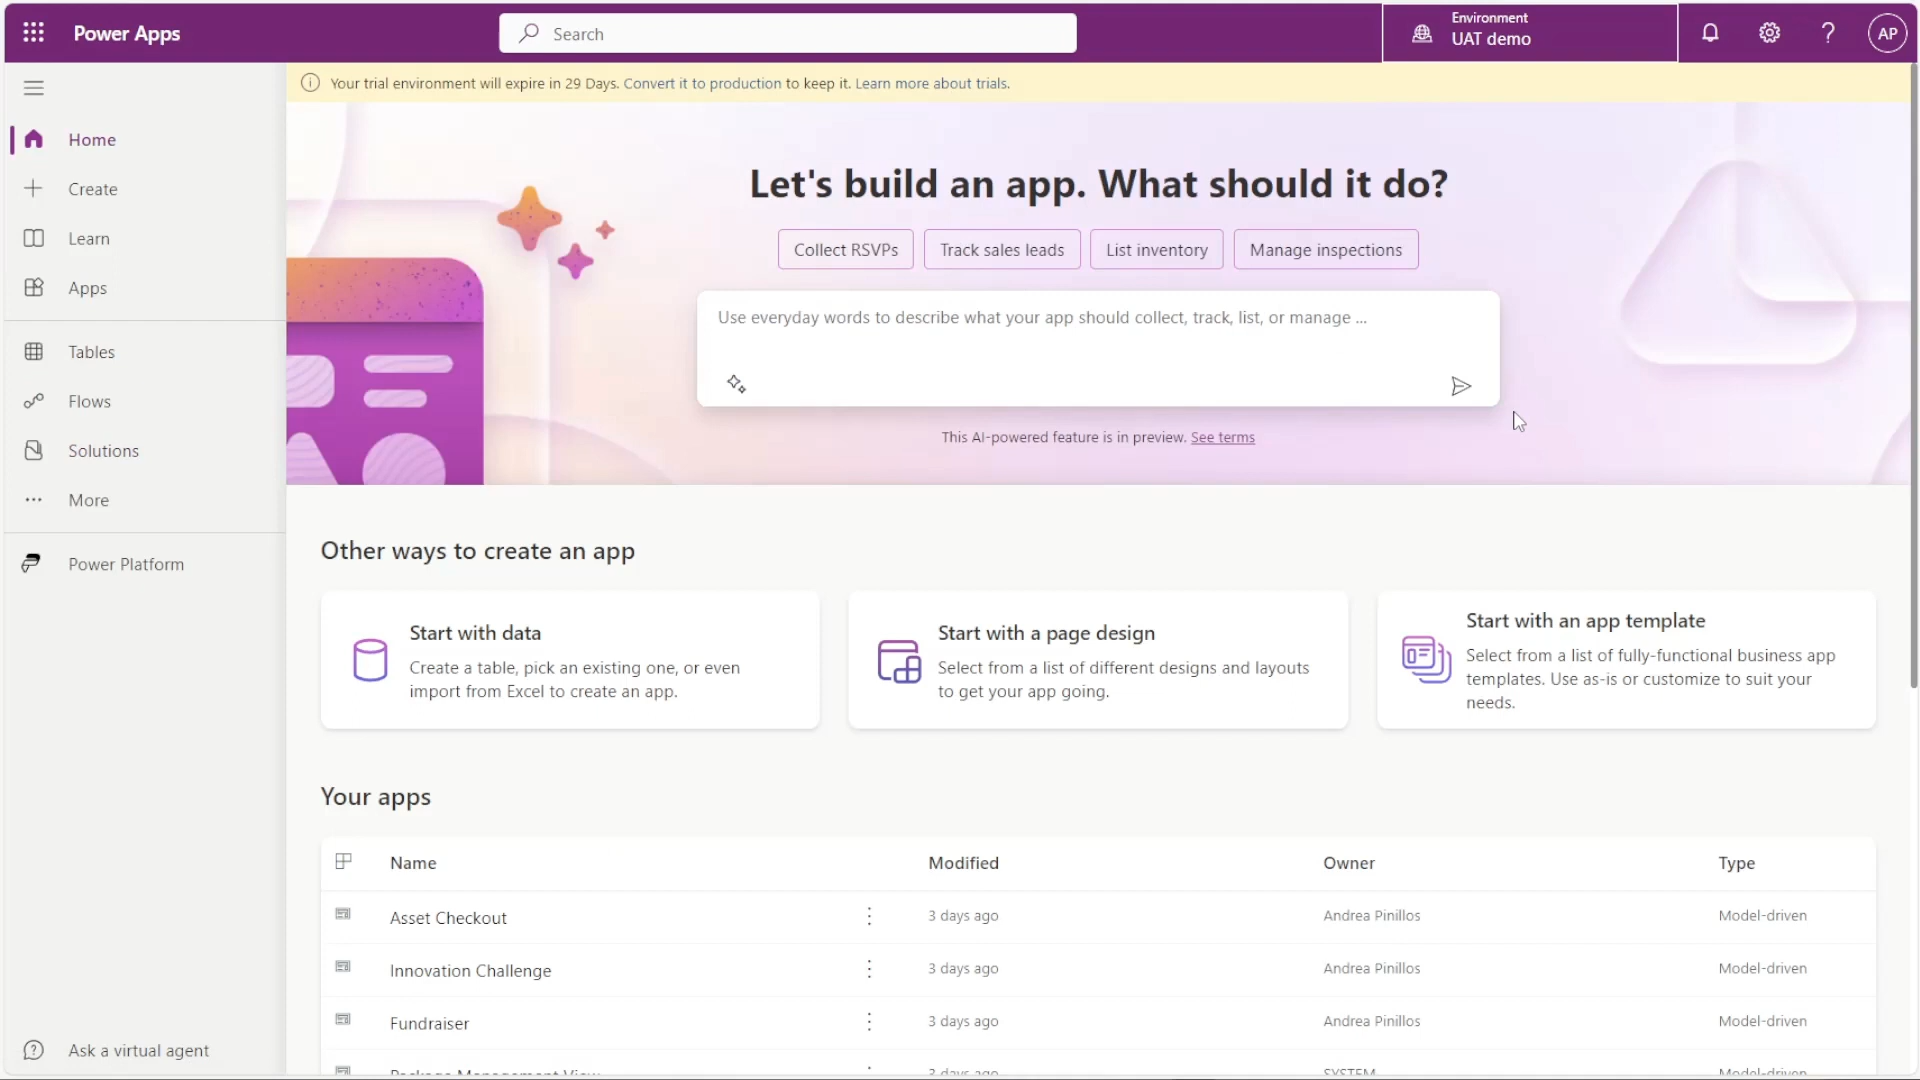 Power Apps
Search
Environment
UAT demo
AP
Your trial environment will expire in 29 Days. Convert it to production to keep it. Learn more about trials.
Home
Create
Learn
Apps
Tables
Flows
Solutions
More
Power Platform
Ask a virtual agent
Let's build an app. What should it do?
Collect RSVPs
Track sales leads
List inventory
Manage inspections
Use everyday words to describe what your app should collect, track, list, or manage ...
This AI-powered feature is in preview. See terms
Other ways to create an app
Start with data
Create a table, pick an existing one, or even
import from Excel to create an app.
Start with a page design
Select from a list of different designs and layouts
to get your app going.
Start with an app template
Select from a list of fully-functional business app
templates. Use as-is or customize to suit your
needs.
Your apps
Name Modified Owner Type
Asset Checkout 3 days ago Andrea Pinillos Model-driven
Innovation Challenge 3 days ago Andrea Pinillos Model-driven
Fundraiser 3 days ago Andrea Pinillos Model-driven
Package Management View 3 days ago SYSTEM Model-driven